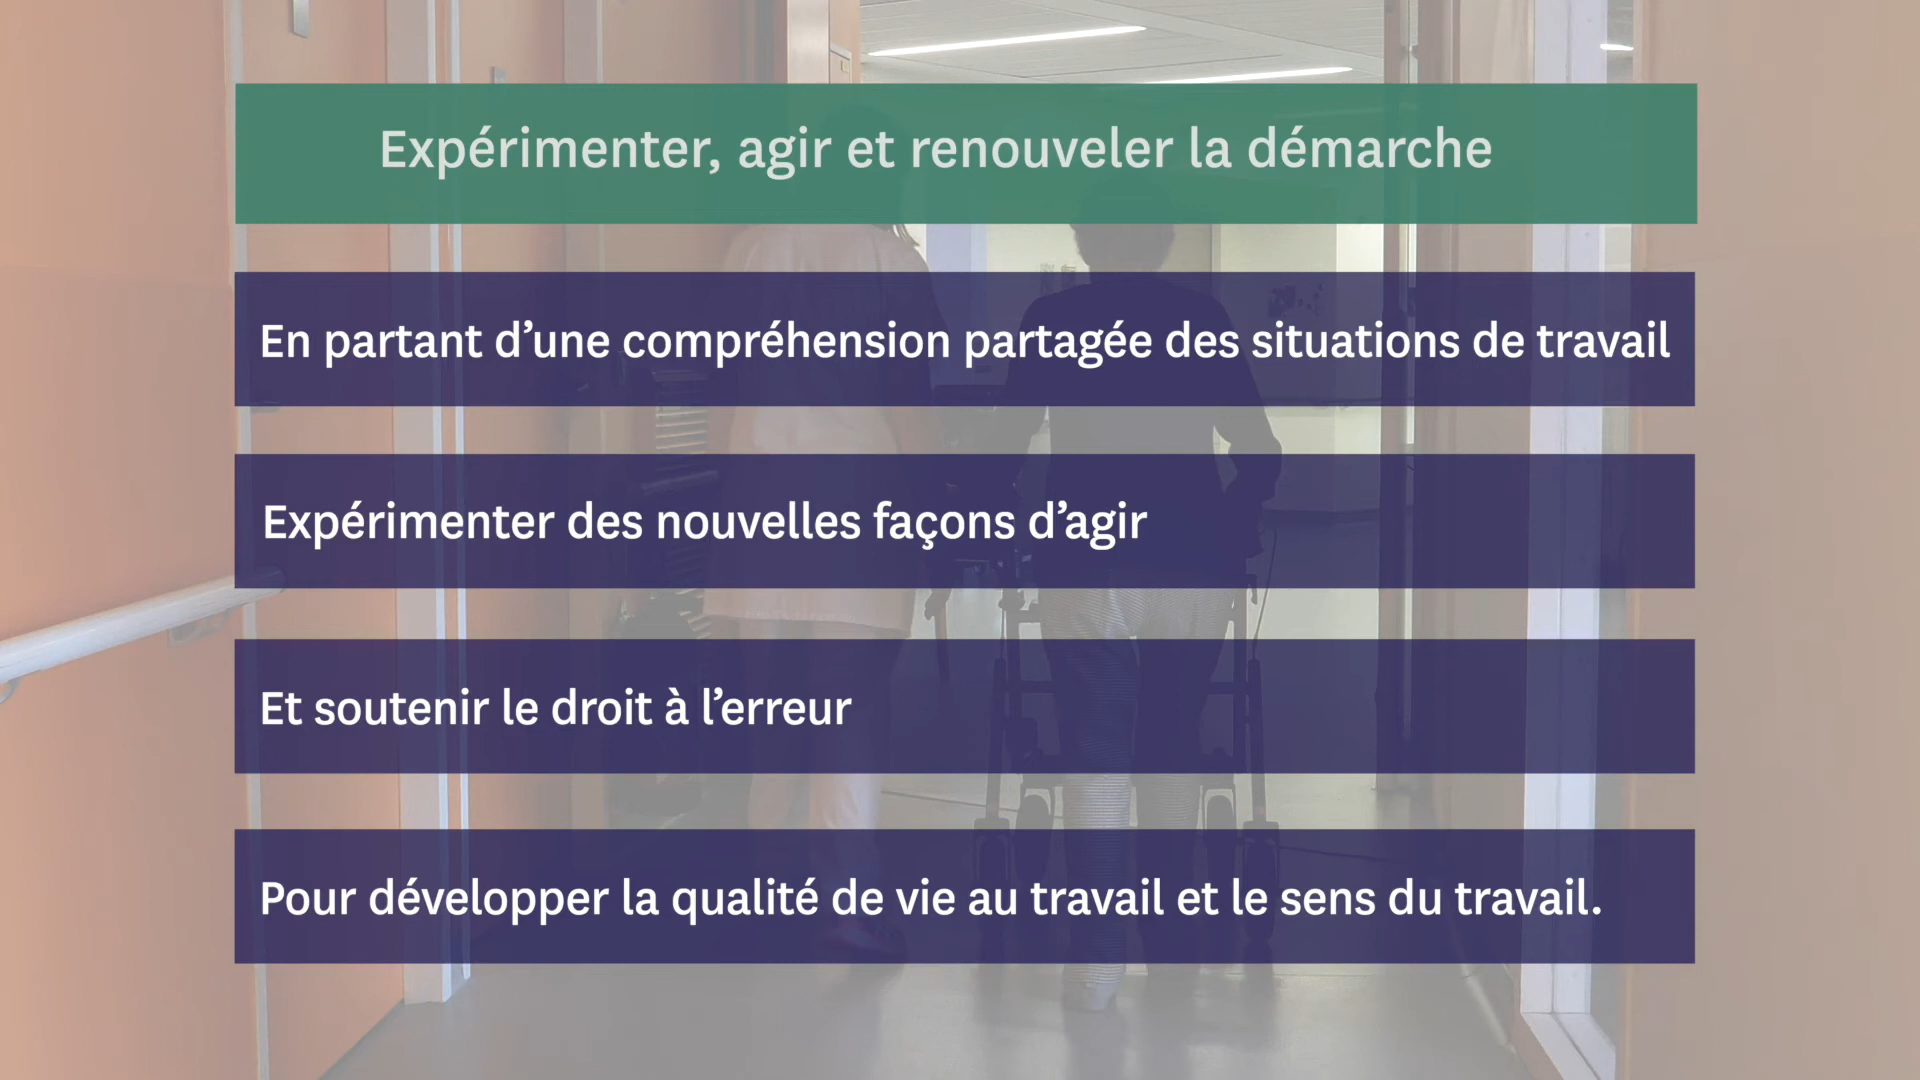 Expérimenter, agir et renouveler la démarche
En partant d’une compréhension partagée des situations de travail
Expérimenter des nouvelles façons d’agir
Et soutenir le droit à l’erreur
Pour développer la qualité de vie au travail et le sens du travail.